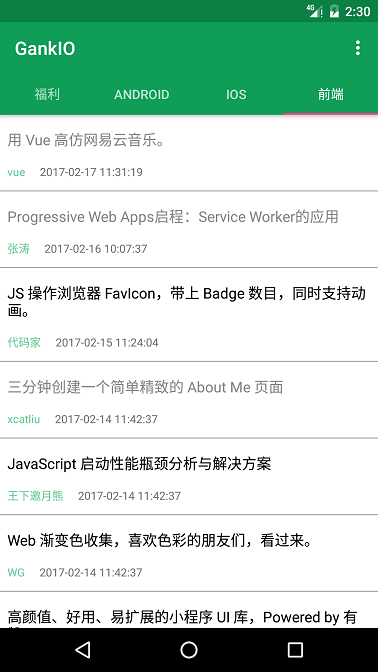 4G 2:30
GankIO
福利 ANDROID IOS 前端
用 Vue 高仿网易云音乐。
vue 2017-02-17 11:31:19
Progressive Web Apps启程：Service Worker的应用
张涛 2017-02-16 10:07:37
JS 操作浏览器 FavIcon，带上 Badge 数目，同时支持动
画。
代码家 2017-02-15 11:24:04
三分钟创建一个简单精致的 About Me 页面
xcatliu 2017-02-14 11:42:37
JavaScript 启动性能瓶颈分析与解决方案
王下邀月熊 2017-02-14 11:42:37
Web 渐变色收集，喜欢色彩的朋友们，看过来。
WG 2017-02-14 11:42:37
高颜值、好用、易扩展的小程序 UI 库，Powered by 有